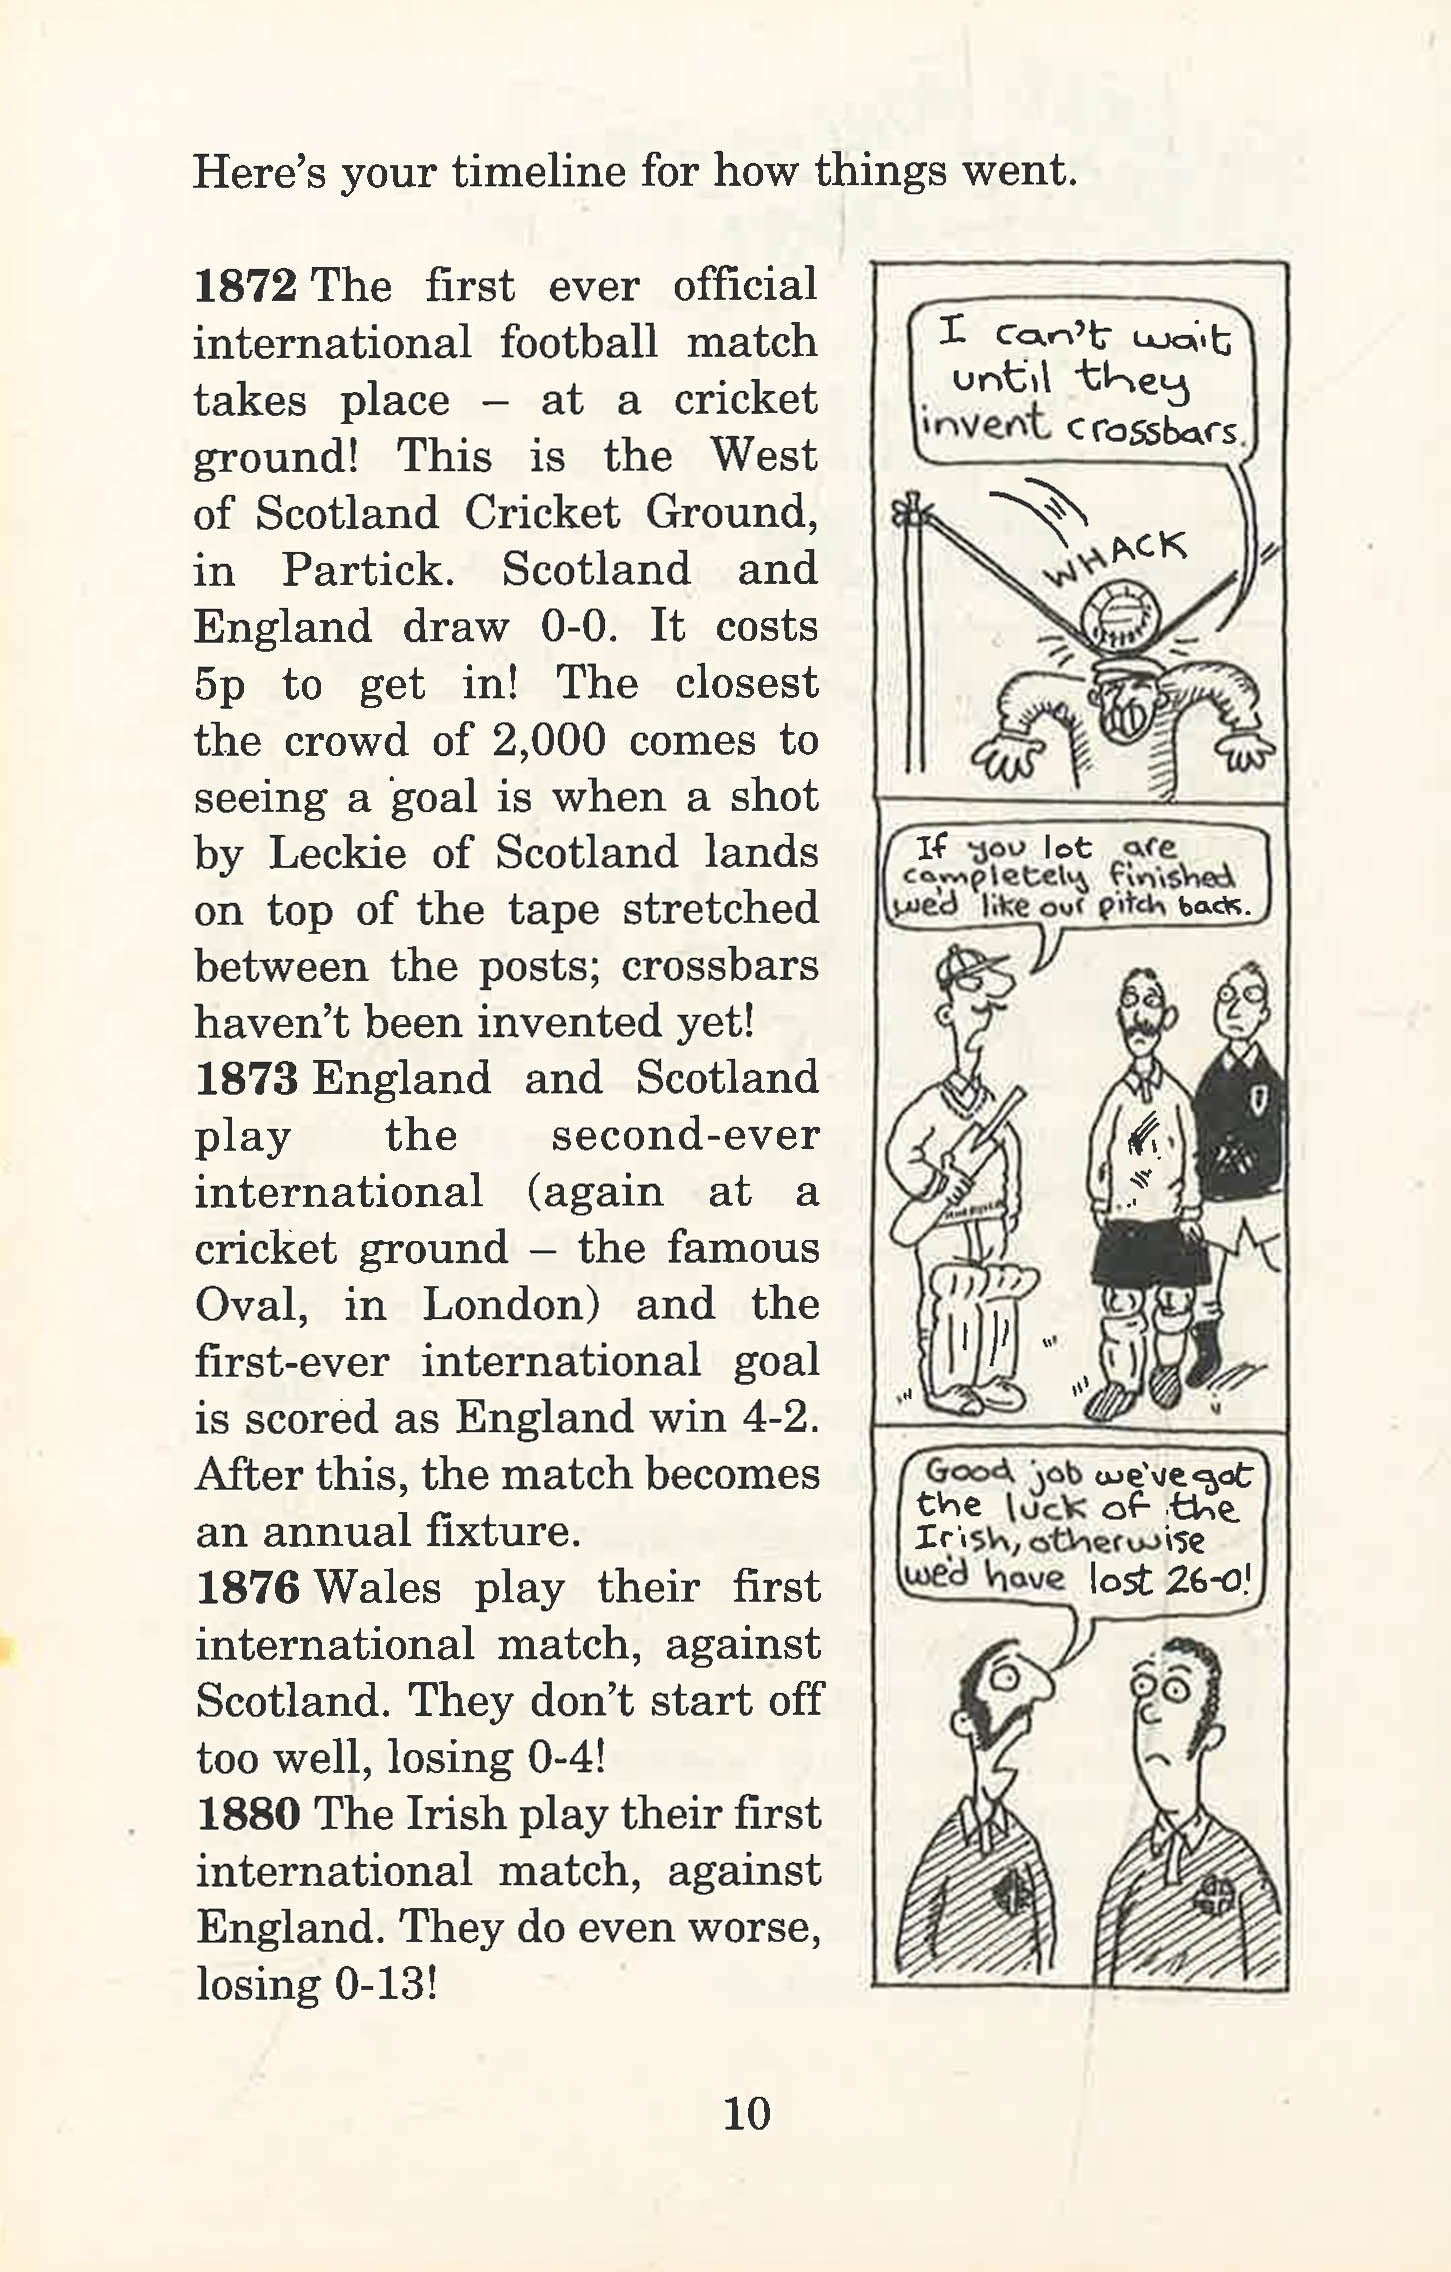 Here's your timeline for how things went.
1872 The first ever official
international football match
takes place – at a cricket
ground! This is the West
of Scotland Cricket Ground,
in Partick. Scotland and
England draw 0-0. It costs
5p to get in! The closest
the crowd of 2,000 comes to
seeing a goal is when a shot
by Leckie of Scotland lands
on top of the tape stretched
between the posts; crossbars
haven't been invented yet!
1873 England and Scotland
play the second-ever
international (again at a
cricket ground – the famous
Oval, in London) and the
first-ever international goal
is scored as England win 4-2.
After this, the match becomes
an annual fixture.
1876 Wales play their first
international match, against
Scotland. They don't start off
too well, losing 0-4!
1880 The Irish play their first
international match, against
England. They do even worse,
losing 0-13!
I can't wait
until they
invent crossbars.
WHACK
If you lot are
completely finished
we'd like our pitch back.
Good job we've got
the luck of the
Irish, otherwise
we'd have lost 26-0!
10